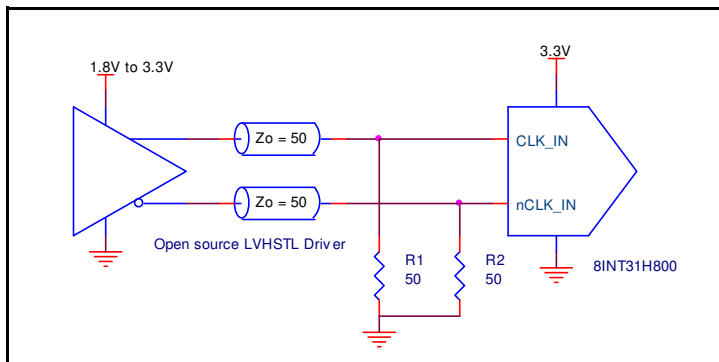 1.8V to 3.3V
3.3V
Zo = 50
CLK_IN
Zo = 50
nCLK_IN
Open source LVHSTL Driver
R1
50
R2
50
8INT31H800